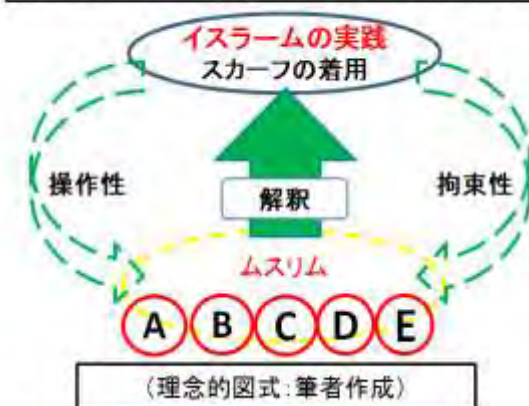 イスラームの実践
スカーフの着用
操作性
解釈
拘束性
ムスリム
A B C D E
(理念的図式:筆者作成)